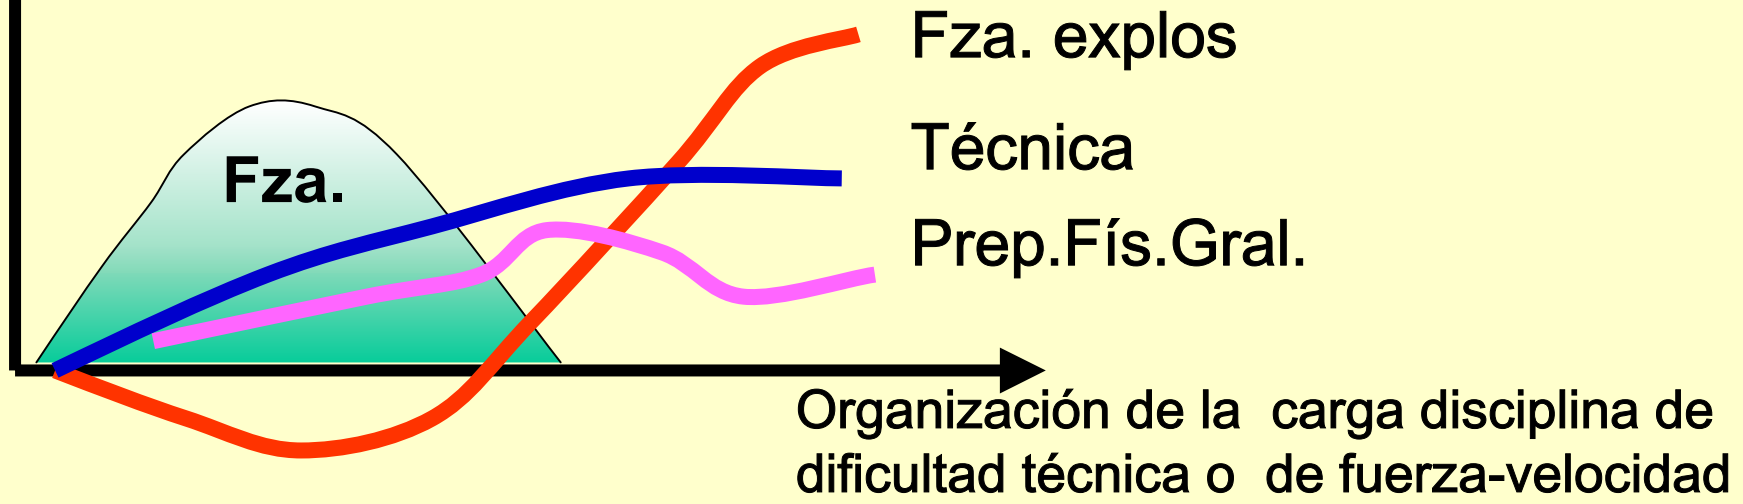 Fza. explos
Técnica
Fza.
Prep.Fís.Gral.
Organización de la carga disciplina de
dificultad técnica o de fuerza-velocidad